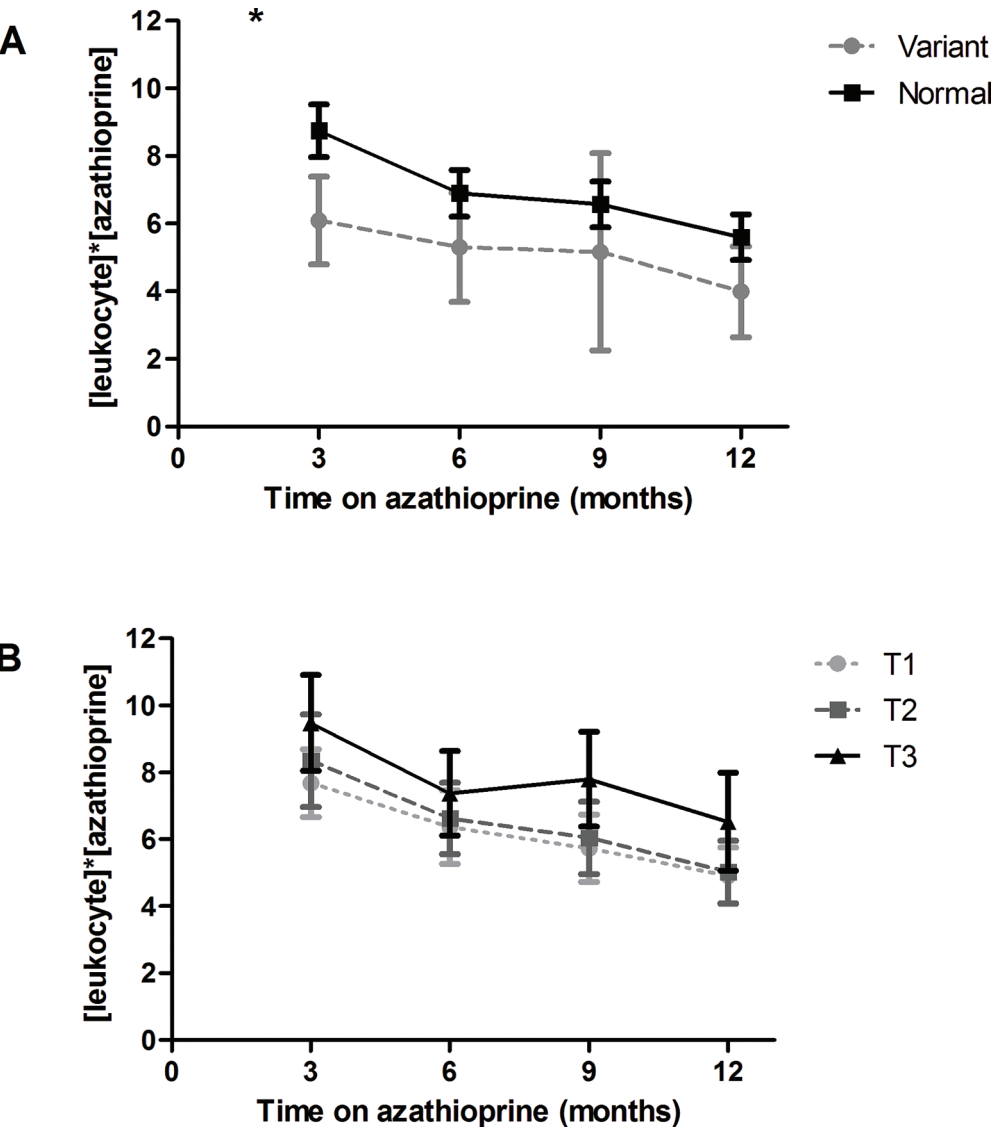 A
*
[leukocyte]*[azathioprine]
12
10
8
6
4
2
0
0 3 6 9 12
Time on azathioprine (months)
Variant
Normal
B
[leukocyte]*[azathioprine]
12
10
8
6
4
2
0
0 3 6 9 12
Time on azathioprine (months)
T1
T2
T3